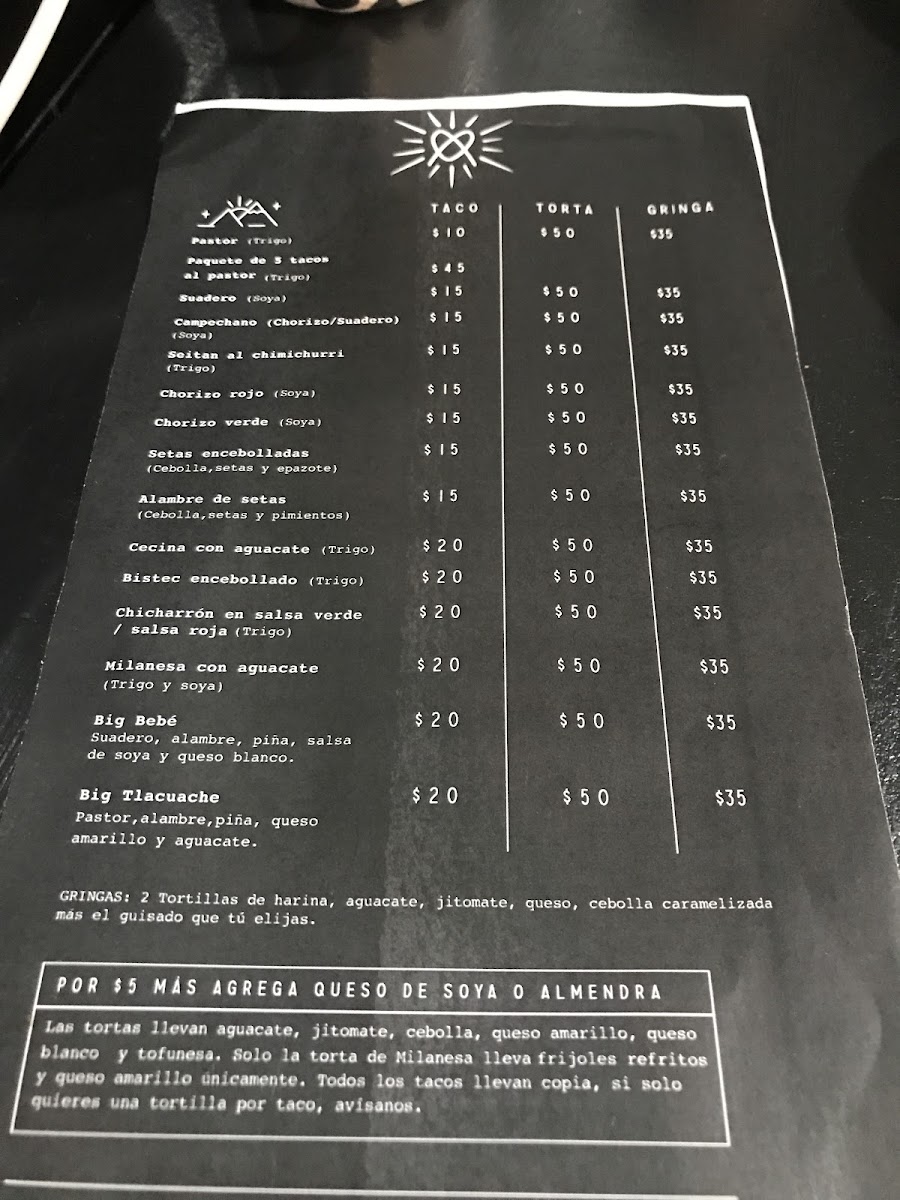 TACO TORTA GRINGA
Pastor (Trigo) $10 $50 $35
Paquete de 5 tacos
al pastor (Trigo) $45
Suadero (Soya) $15 $50 $35
Campechano (Chorizo/Suadero) $15 $50 $35
(Soya)
Seitan al chimichurri $15 $50 $35
(Trigo)
Chorizo rojo (Soya) $15 $50 $35
Chorizo verde (Soya) $15 $50 $35
Setas encebolladas $15 $50 $35
(Cebolla,setas y epazote)
Alambre de setas $15 $50 $35
(Cebolla,setas y pimientos)
Cecina con aguacate (Trigo) $20 $50 $35
Bistec encebollado (Trigo) $20 $50 $35
Chicharrón en salsa verde $20 $50 $35
/ salsa roja (Trigo)
Milanesa con aguacate $20 $50 $35
(Trigo y soya)
Big Bebé $20 $50 $35
Suadero, alambre, piña, salsa
de soya y queso blanco.
Big Tlacuache $20 $50 $35
Pastor,alambre,piña, queso
amarillo y aguacate.
GRINGAS: 2 Tortillas de harina, aguacate, jitomate, queso, cebolla caramelizada
más el guisado que tú elijas.
POR $5 MÁS AGREGA QUESO DE SOYA O ALMENDRA
Las tortas llevan aguacate, jitomate, cebolla, queso amarillo, queso
blanco y tofunesa. Solo la torta de Milanesa lleva frijoles refritos
y queso amarillo únicamente. Todos los tacos llevan copia, si solo
quieres una tortilla por taco, avísanos.